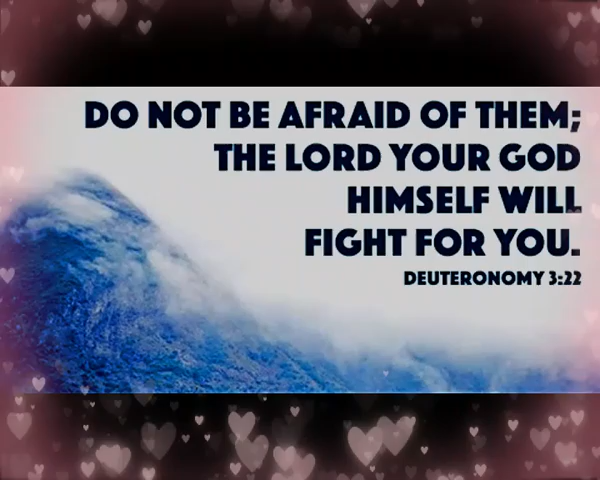 DO NOT BE AFRAID OF THEM;
THE LORD YOUR GOD
HIMSELF WILL
FIGHT FOR YOU.
DEUTERONOMY 3:22